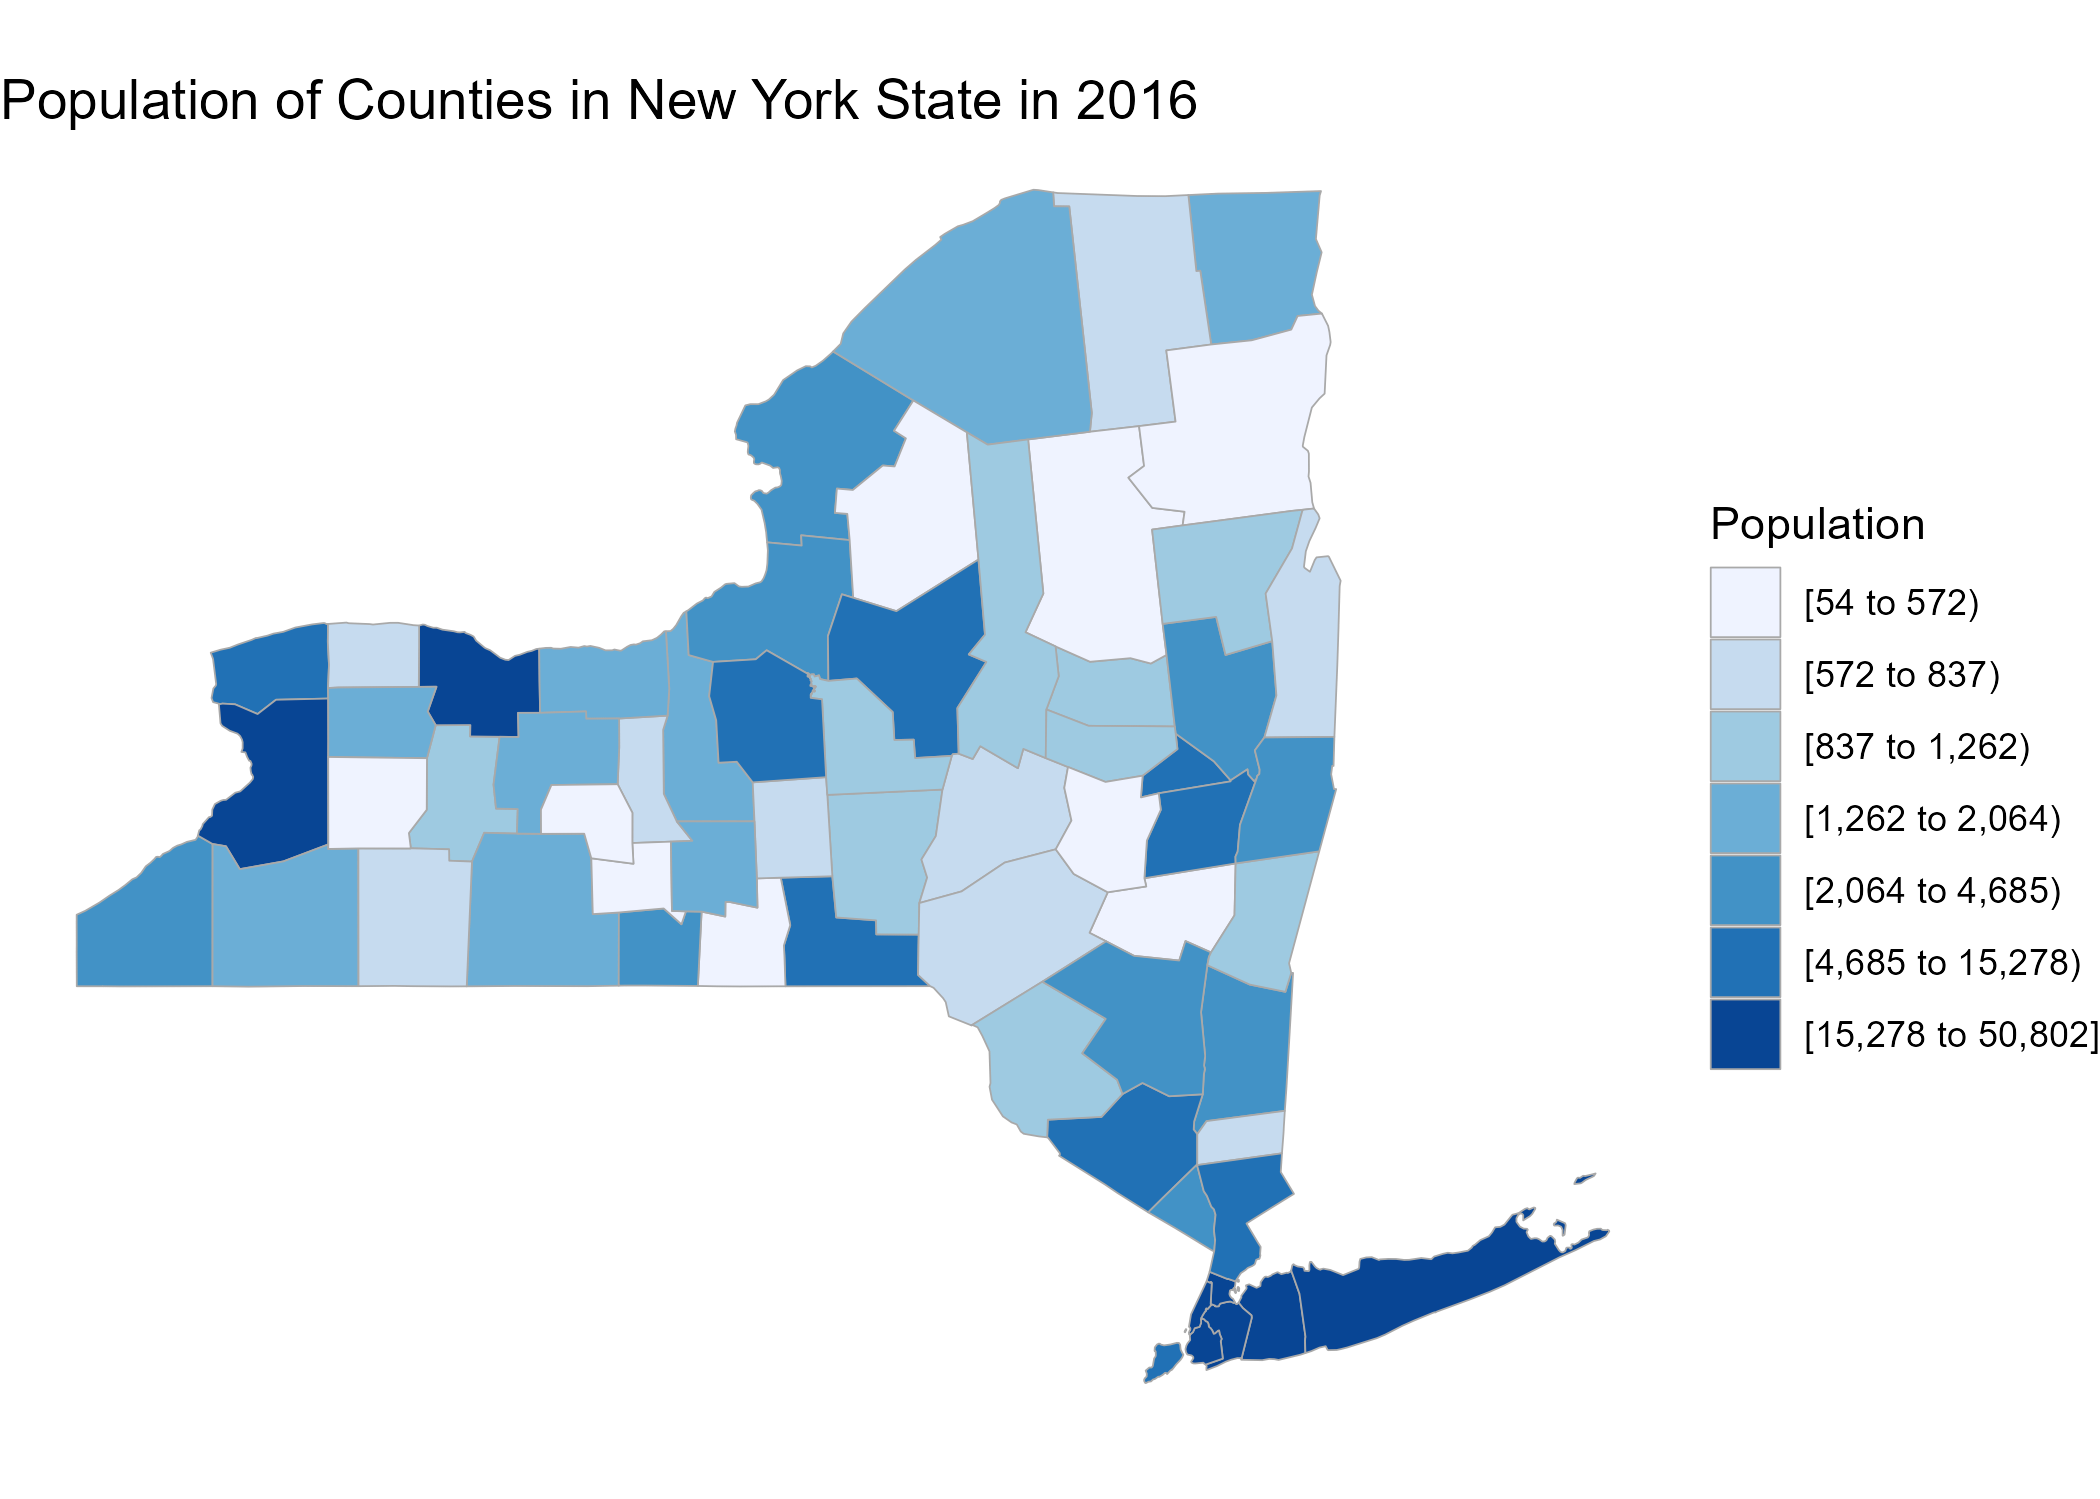 Population of Counties in New York State in 2016
Population
[54 to 572)
[572 to 837)
[837 to 1,262)
[1,262 to 2,064)
[2,064 to 4,685)
[4,685 to 15,278)
[15,278 to 50,802]